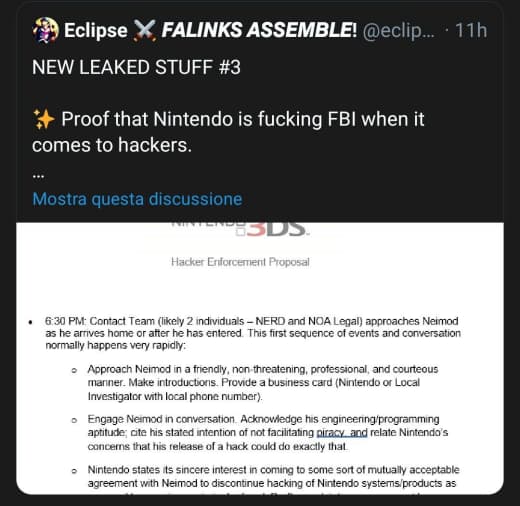 Eclipse FALINKS ASSEMBLE! @eclip... · 11h
NEW LEAKED STUFF #3
✨ Proof that Nintendo is fucking FBI when it
comes to hackers.
...
Mostra questa discussione
NINTENDO 3DS™
Hacker Enforcement Proposal
• 6:30 PM: Contact Team (likely 2 individuals – NERD and NOA Legal) approaches Neimod
as he arrives home or after he has entered. This first sequence of events and conversation
normally happens very rapidly:
o Approach Neimod in a friendly, non-threatening, professional, and courteous
manner. Make introductions. Provide a business card (Nintendo or Local
Investigator with local phone number).
o Engage Neimod in conversation. Acknowledge his engineering/programming
aptitude; cite his stated intention of not facilitating piracy, and relate Nintendo's
concerns that his release of a hack could do exactly that.
o Nintendo states its sincere interest in coming to some sort of mutually acceptable
agreement with Neimod to discontinue hacking of Nintendo systems/products as